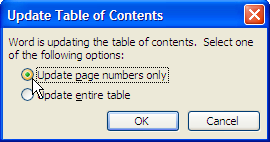 Update Table of Contents
Word is updating the table of contents. Select one
of the following options:
Update page numbers only
Update entire table
OK Cancel